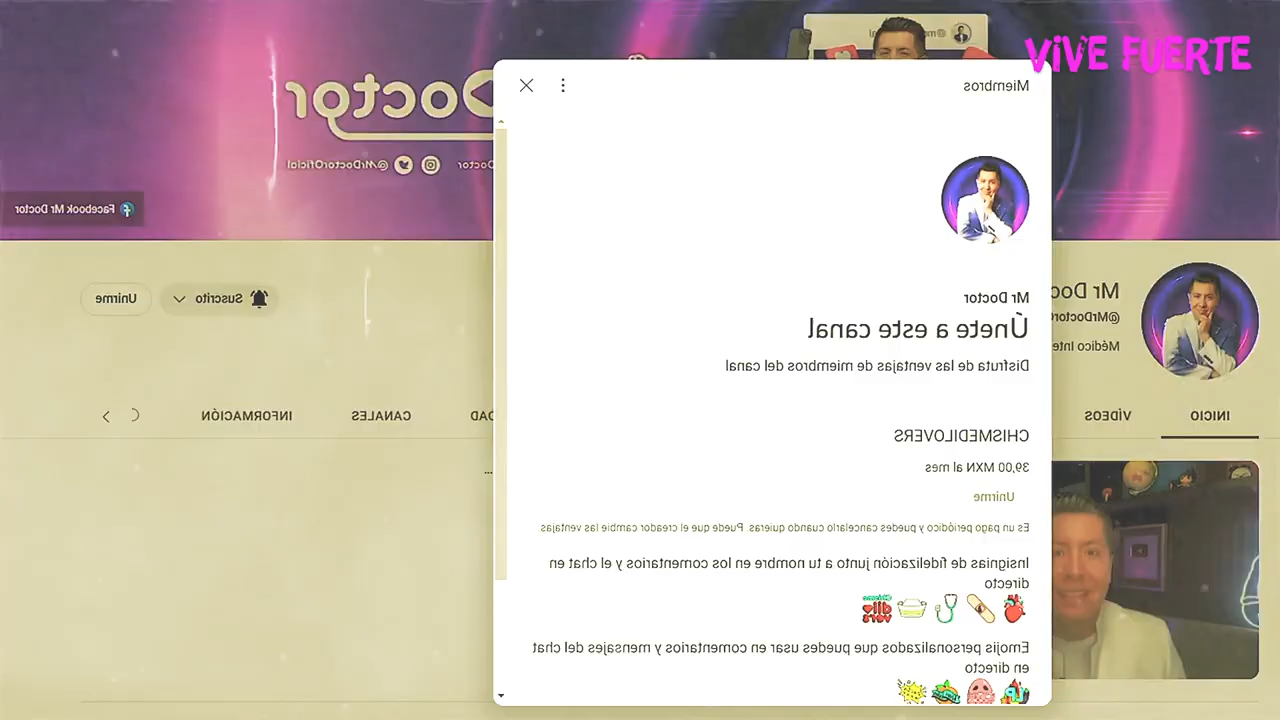 VIVE FUERTE
Doctor
@MrDoctorOficial
Facebook Mr Doctor
Miembros
Mr Doctor
Únete a este canal
Disfruta de las ventajas de miembros del canal
CHISMEDILOVERS
39,00 MXN al mes
Unirme
Es un pago periódico y puedes cancelarlo cuando quieras. Puede que el creador cambie las ventajas
Insignias de fidelización junto a tu nombre en los comentarios y el chat en
directo
Emojis personalizados que puedes usar en comentarios y mensajes del chat
en directo
Mr Doc
@MrDoctor
Médico Inte
Suscrito
Unirme
INICIO
VÍDEOS
DAD
CANALES
INFORMACIÓN